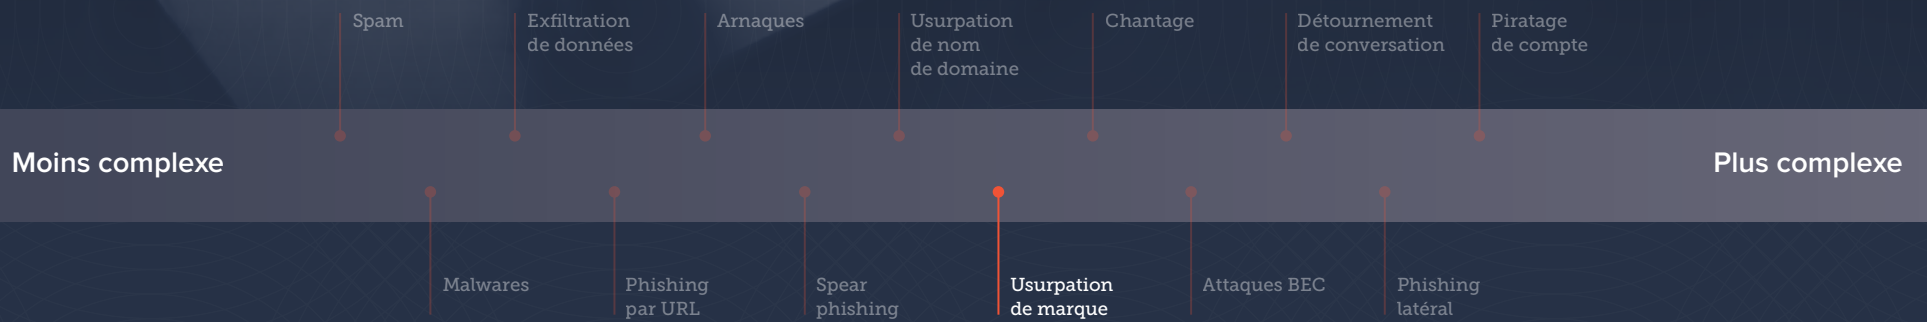 Spam
Exfiltration
de données
Arnaques
Usurpation
de nom
de domaine
Chantage
Détournement
de conversation
Piratage
de compte
Moins complexe
Plus complexe
Malwares
Phishing
par URL
Spear
phishing
Usurpation
de marque
Attaques BEC
Phishing
latéral